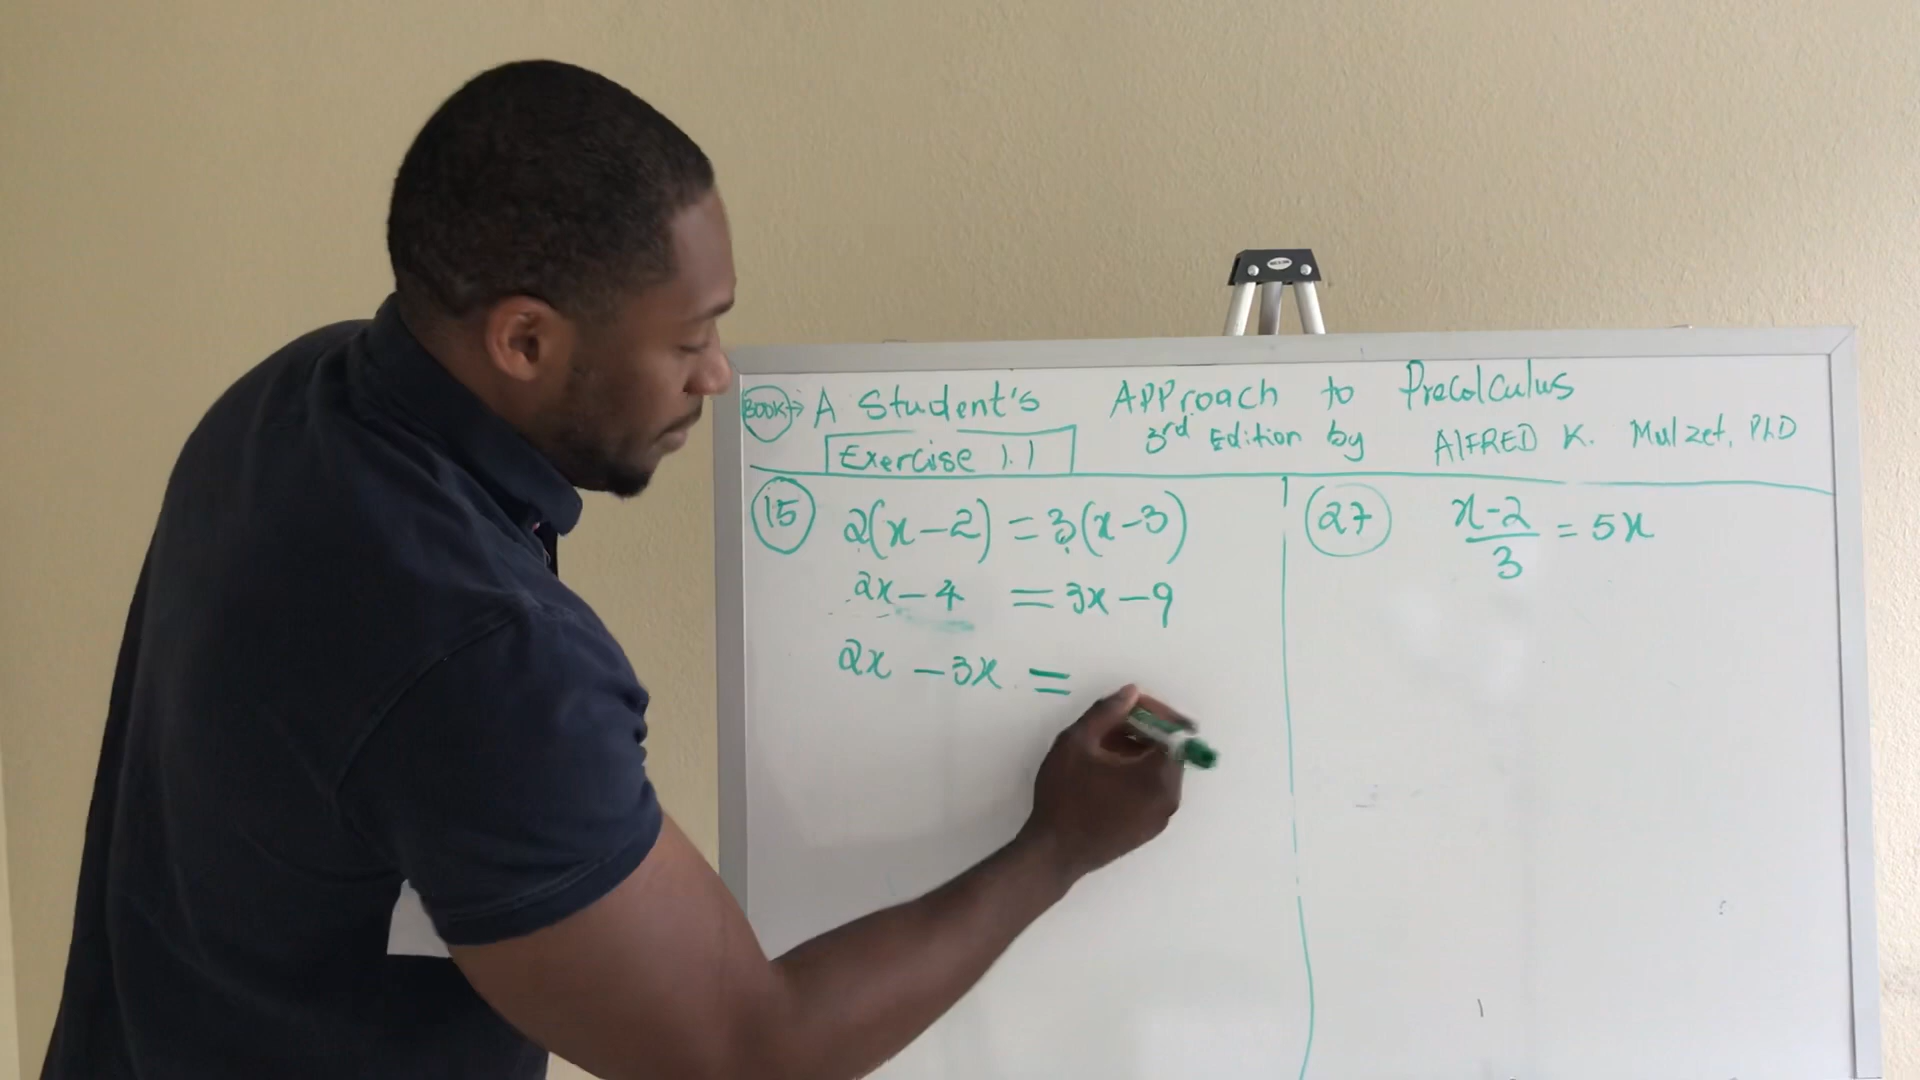 BOOK → A Student's Approach to Precalculus
3rd Edition by ALFRED K. Mulzet, PhD
Exercise 1.1
15 2(x-2) = 3(x-3)
2x-4 = 3x-9
2x -3x =
27 x-2/3 = 5x